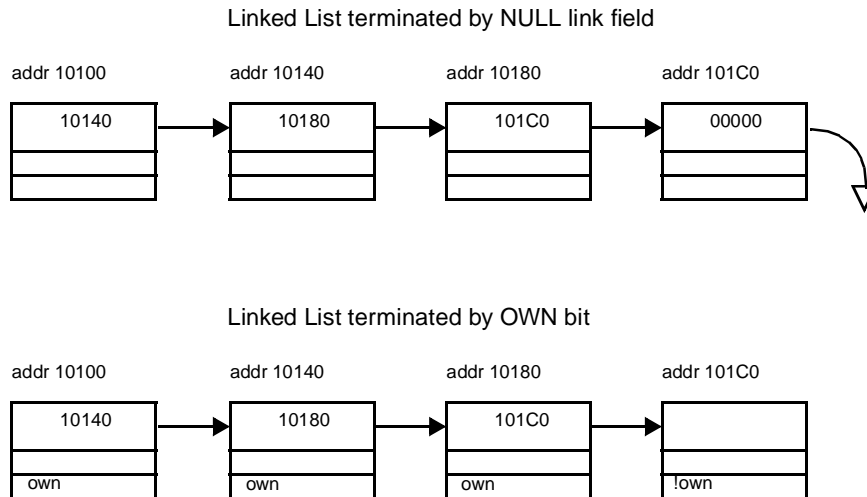 Linked List terminated by NULL link field
addr 10100 addr 10140 addr 10180 addr 101C0
10140 10180 101C0 00000
Linked List terminated by OWN bit
addr 10100 addr 10140 addr 10180 addr 101C0
10140 10180 101C0
own own own !own